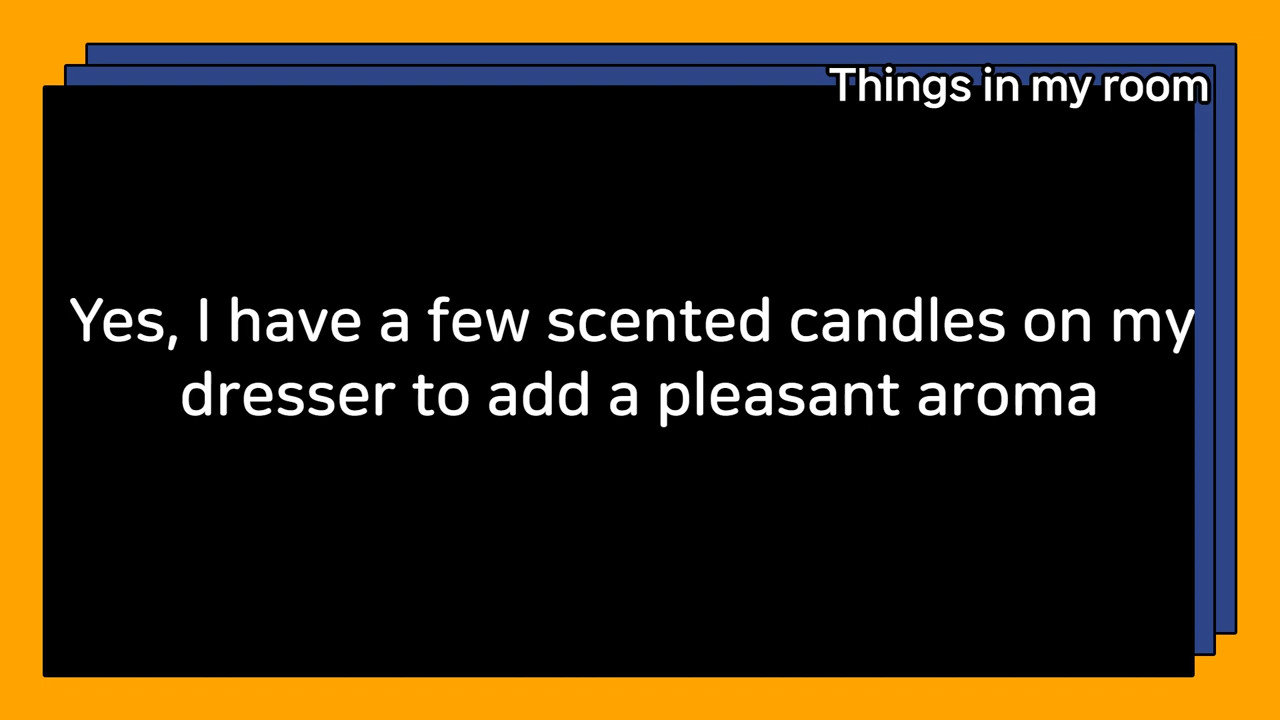 Things in my room
Yes, I have a few scented candles on my
dresser to add a pleasant aroma